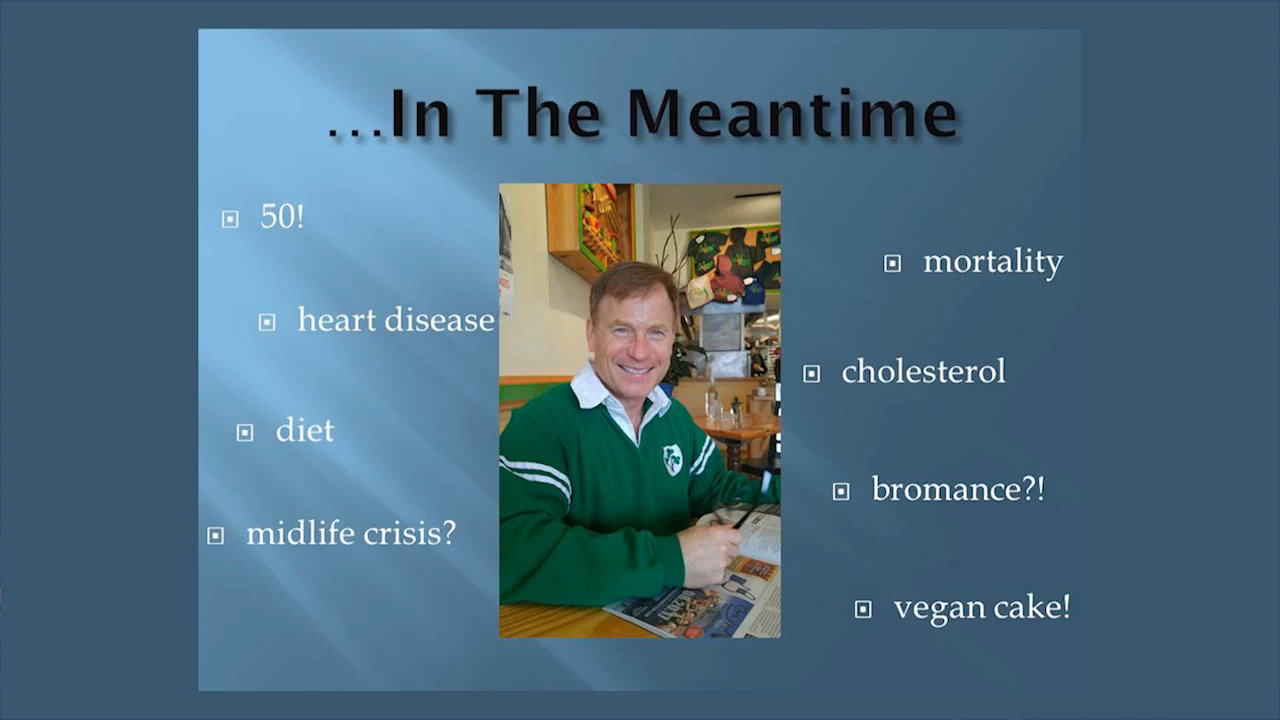 ...In The Meantime
50!
heart disease
diet
midlife crisis?
mortality
cholesterol
bromance?!
vegan cake!